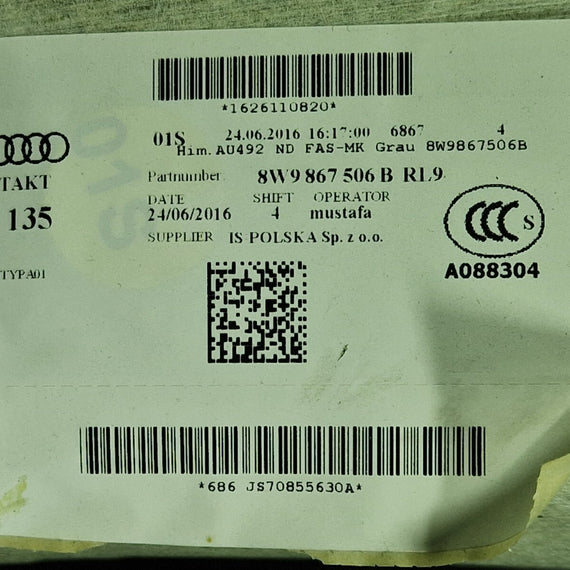 *1626110820*
01S 24.06.2016 16:17:00 6867 4
Him.AU492 ND FAS-MK Grau 8W9867506B
TAKT
Partnumber: 8W9 867 506 B RL9
135
DATE SHIFT OPERATOR
24/06/2016 4 mustafa
SUPPLIER IS POLSKA Sp. z o.o.
CCC S
A088304
TYPA01
01S
*686 JS70855630A*